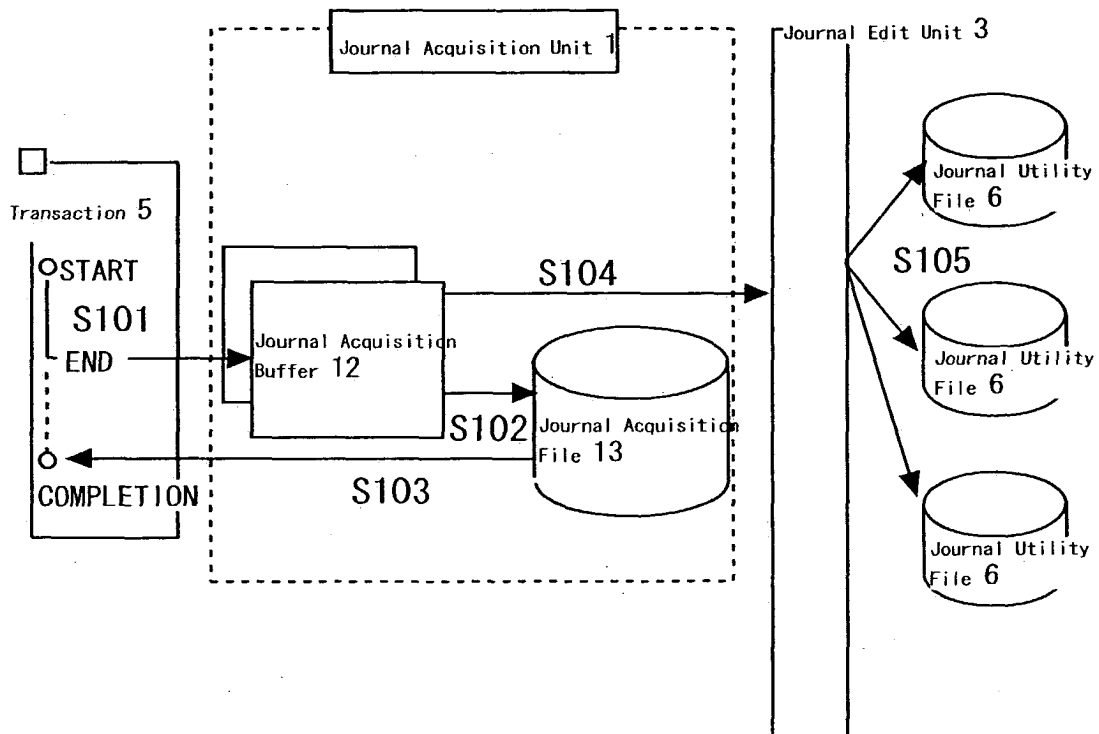 Journal Acquisition Unit 1
Journal Edit Unit 3
Transaction 5
START
S101
END
COMPLETION
Journal Acquisition
Buffer 12
S104
S102
S103
Journal Acquisition
File 13
S105
Journal Utility
File 6
Journal Utility
File 6
Journal Utility
File 6